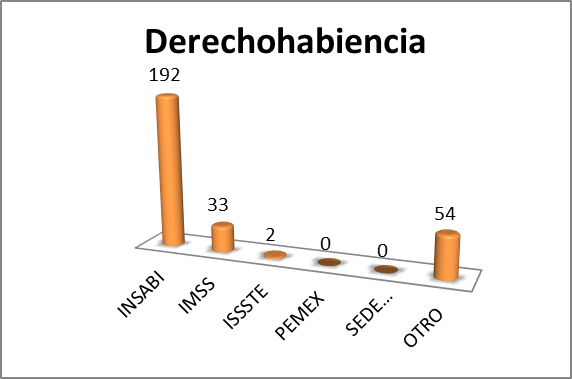 Derechohabiencia
192
33
2
0
0
54
INSABI
IMSS
ISSSTE
PEMEX
SEDE...
OTRO